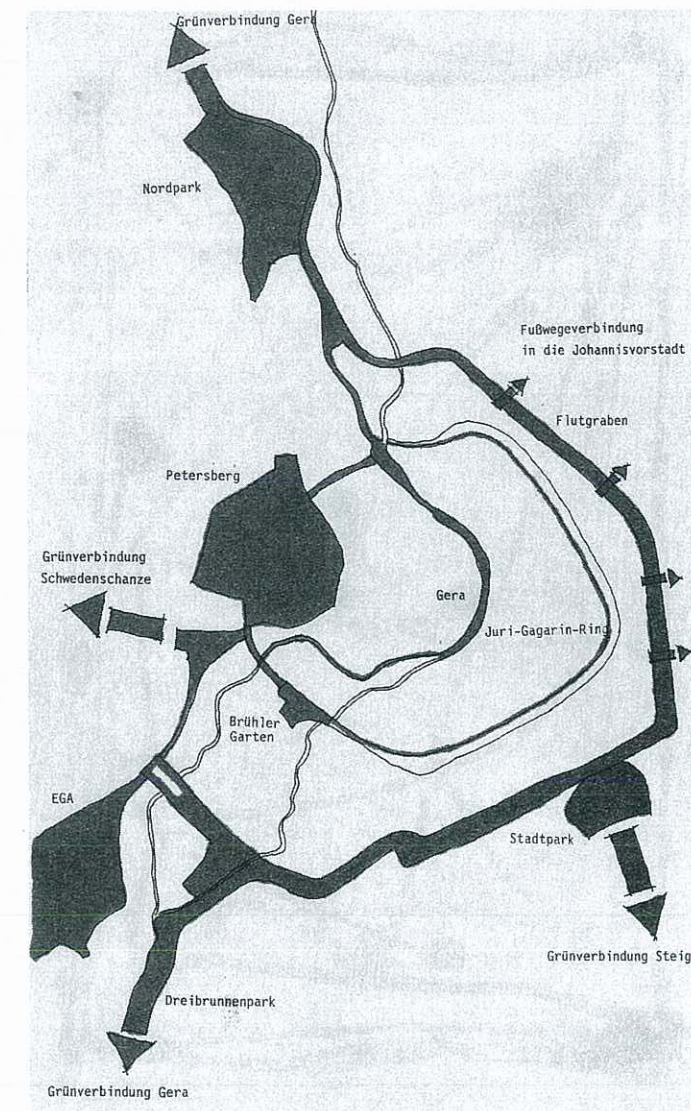 Grünverbindung Gera
Nordpark
Fußwegeverbindung
in die Johannisvorstadt
Flutgraben
Petersberg
Grünverbindung
Schwedenschanze
Gera
Juri-Gagarin-Ring
Brühler
Garten
EGA
Stadtpark
Grünverbindung Steig
Dreibrunnenpark
Grünverbindung Gera